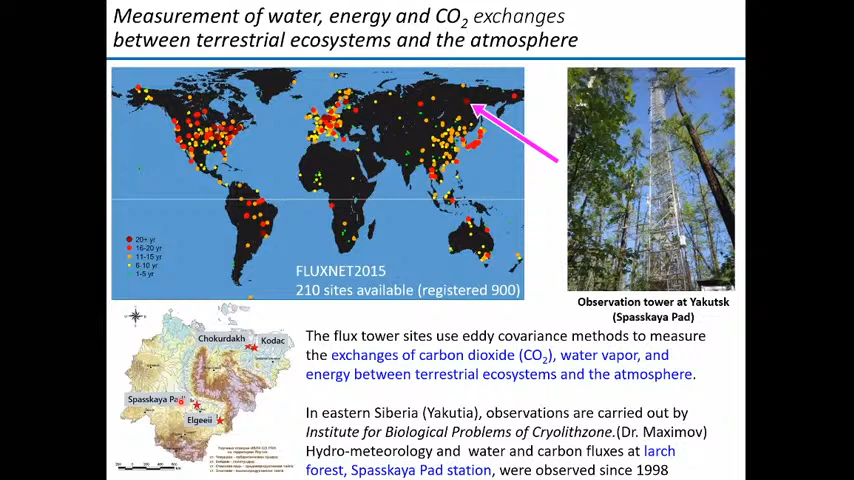 Measurement of water, energy and CO2 exchanges
between terrestrial ecosystems and the atmosphere
20+ yr
16-20 yr
11-15 yr
6-10 yr
1-5 yr
FLUXNET2015
210 sites available (registered 900)
Observation tower at Yakutsk
(Spasskaya Pad)
Chokurdakh
Kodac
Spasskaya Pad
Elgeeii
The flux tower sites use eddy covariance methods to measure
the exchanges of carbon dioxide (CO2), water vapor, and
energy between terrestrial ecosystems and the atmosphere.
In eastern Siberia (Yakutia), observations are carried out by
Institute for Biological Problems of Cryolithzone.(Dr. Maximov)
Hydro-meteorology and water and carbon fluxes at larch
forest, Spasskaya Pad station, were observed since 1998